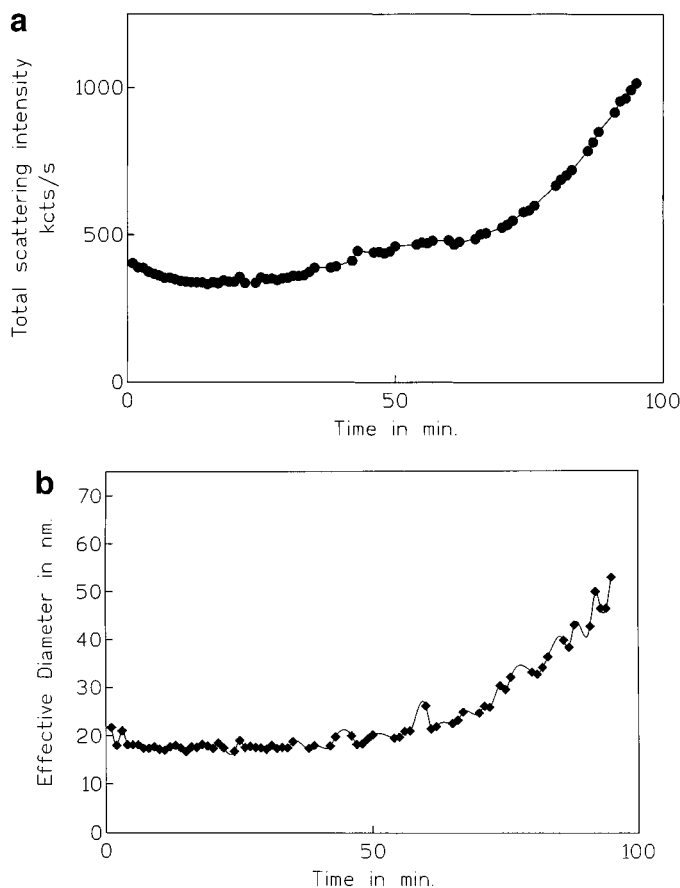 a
Total scattering intensity
kcts/s
1000
500
0
0
50
100
Time in min.
b
Effective Diameter in nm.
70
60
50
40
30
20
10
0
0
50
100
Time in min.